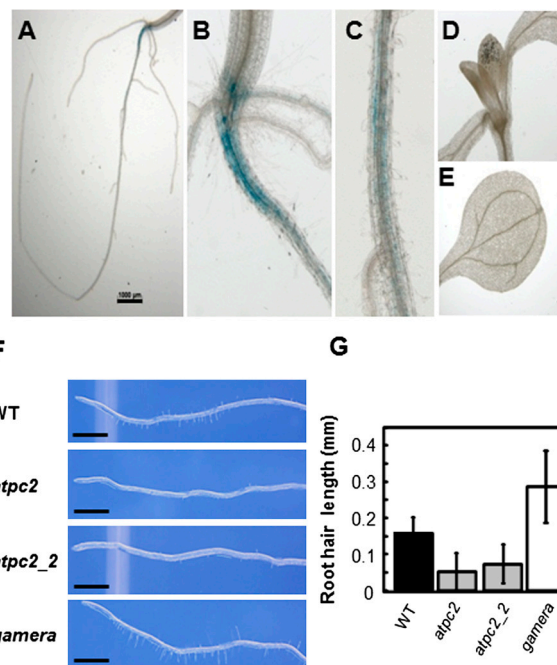 A
B
C
D
E
1000 μm
G
WT
atpc2
atpc2_2
gamera
Root hair length (mm)
0.4
0.3
0.2
0.1
0
WT
atpc2
atpc2_2
gamera